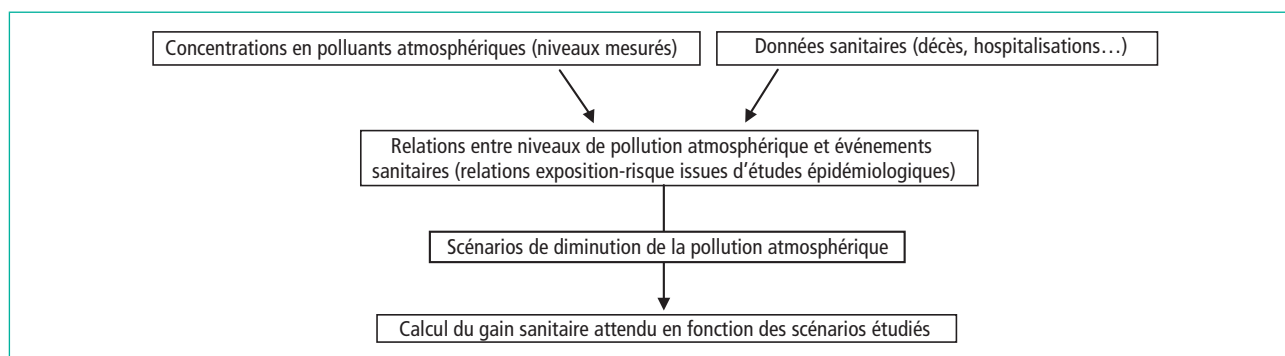 Concentrations en polluants atmosphériques (niveaux mesurés)
Données sanitaires (décès, hospitalisations…)
Relations entre niveaux de pollution atmosphérique et événements
sanitaires (relations exposition-risque issues d’études épidémiologiques)
Scénarios de diminution de la pollution atmosphérique
Calcul du gain sanitaire attendu en fonction des scénarios étudiés